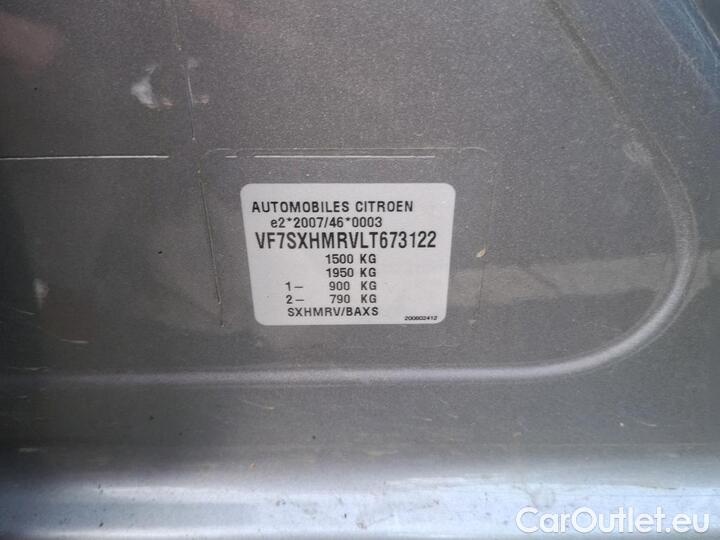 AUTOMOBILES CITROEN
e2*2007/46*0003
VF7SXHMRVLT673122
1500 KG
1950 KG
1- 900 KG
2- 790 KG
SXHMRV/BAXS
200802412
CarOutlet.eu